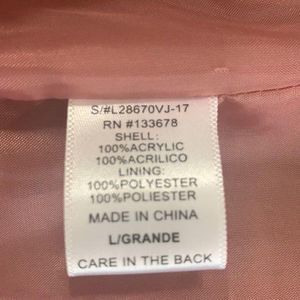 S/#L28670VJ-17
RN #133678
SHELL:
100%ACRYLIC
100%ACRILICO
LINING:
100%POLYESTER
100%POLIESTER
MADE IN CHINA
L/GRANDE
CARE IN THE BACK